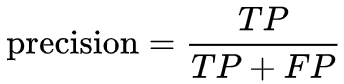 precision = TP / (TP + FP)